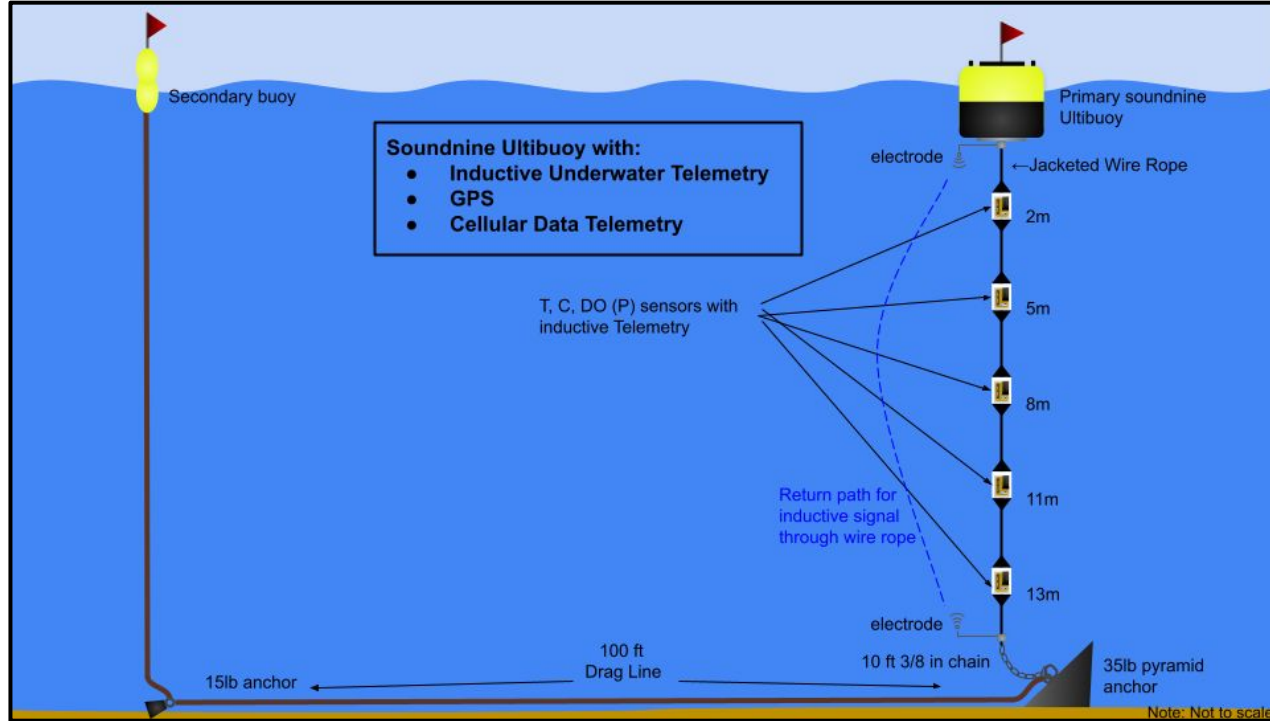 Secondary buoy
Primary soundnine
Ultibuoy
Soundnine Ultibuoy with:
● Inductive Underwater Telemetry
● GPS
● Cellular Data Telemetry
electrode
←Jacketed Wire Rope
2m
T, C, DO (P) sensors with
inductive Telemetry
5m
8m
11m
Return path for
inductive signal
through wire rope
13m
electrode
100 ft
Drag Line
10 ft 3/8 in chain
15lb anchor
35lb pyramid
anchor
Note: Not to scale